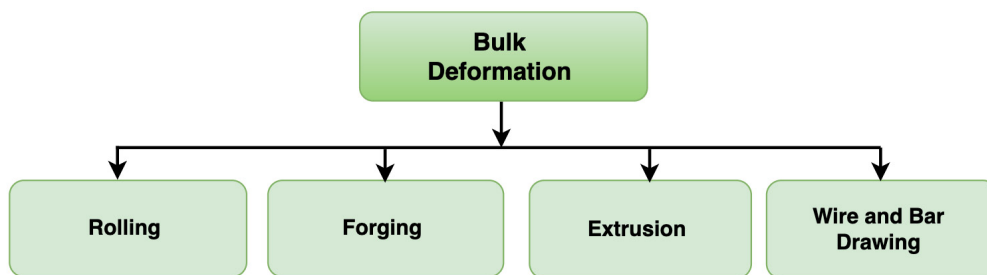 Bulk
Deformation
Rolling
Forging
Extrusion
Wire and Bar
Drawing